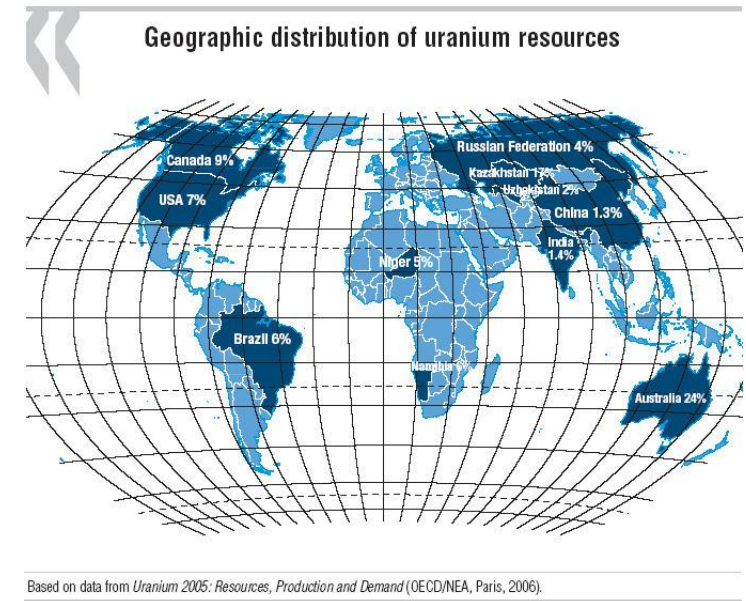 Geographic distribution of uranium resources
Canada 9%
Russian Federation 4%
Kazakhstan 17%
USA 7%
Uzbekistan 2%
China 1.3%
India
1.4%
Niger 5%
Brazil 6%
Namibia 6%
Australia 24%
Based on data from Uranium 2005: Resources, Production and Demand (OECD/NEA, Paris, 2006).